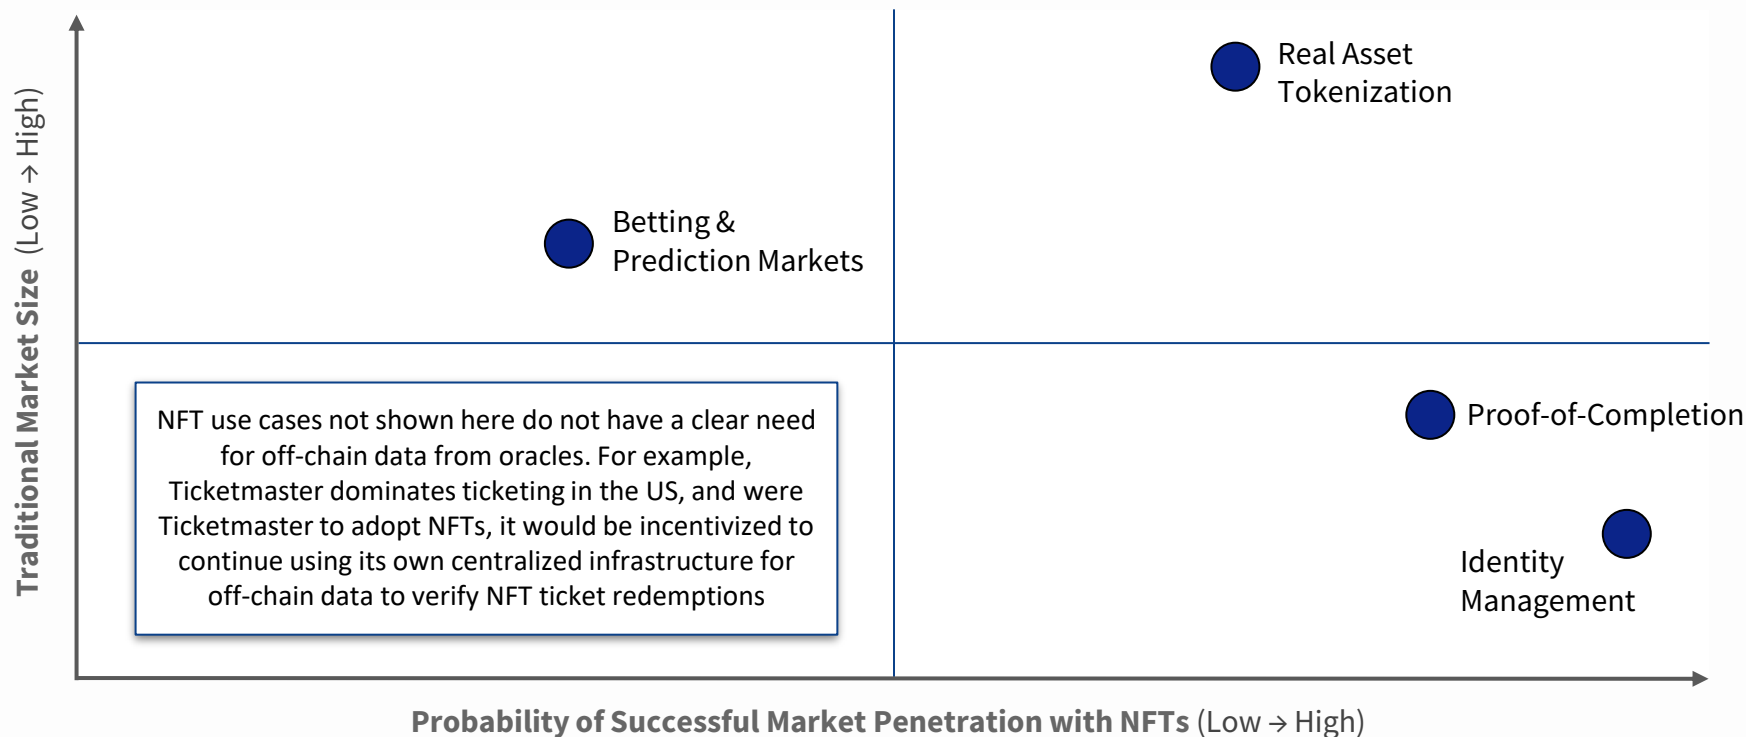 Traditional Market Size (Low → High)
Real Asset
Tokenization
Betting &
Prediction Markets
NFT use cases not shown here do not have a clear need
for off-chain data from oracles. For example,
Ticketmaster dominates ticketing in the US, and were
Ticketmaster to adopt NFTs, it would be incentivized to
continue using its own centralized infrastructure for
off-chain data to verify NFT ticket redemptions
Proof-of-Completion
Identity
Management
Probability of Successful Market Penetration with NFTs (Low → High)